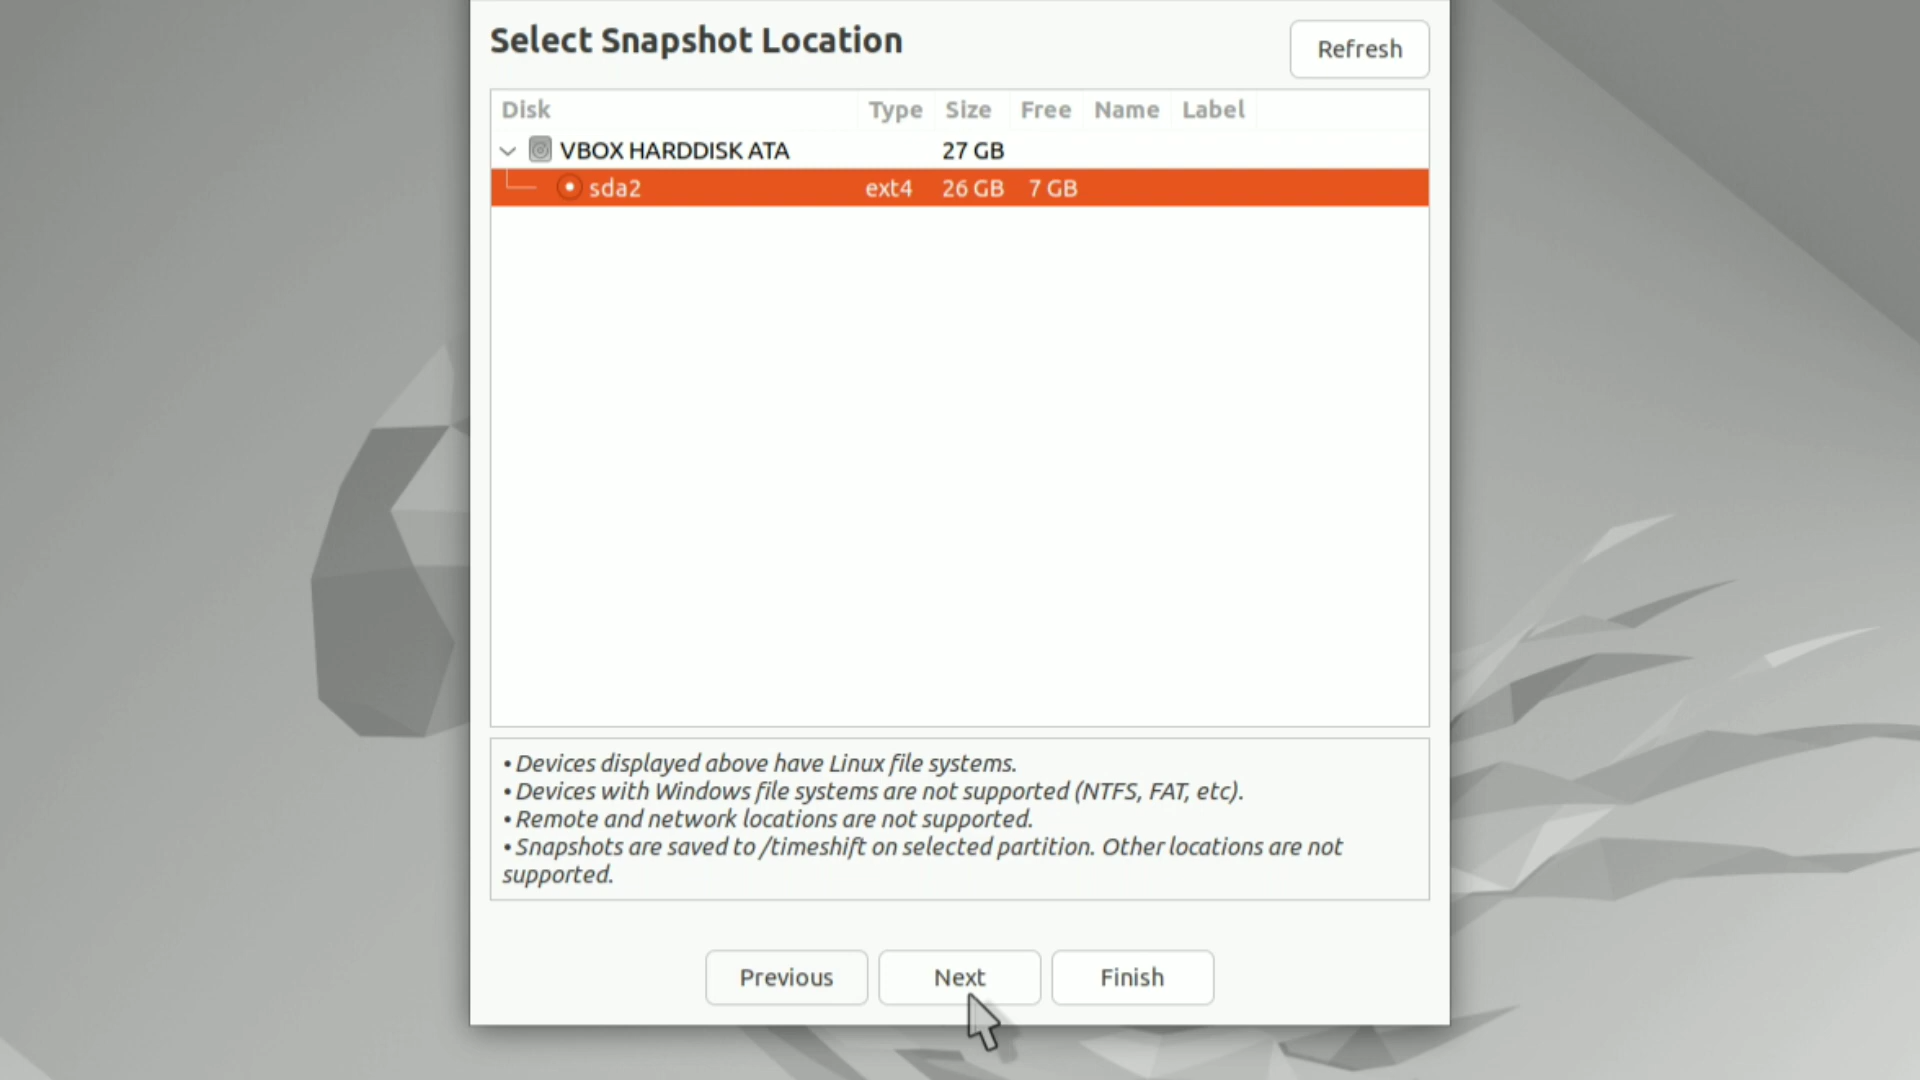 Select Snapshot Location
Refresh
Disk Type Size Free Name Label
VBOX HARDDISK ATA 27 GB
sda2 ext4 26 GB 7 GB
• Devices displayed above have Linux file systems.
• Devices with Windows file systems are not supported (NTFS, FAT, etc).
• Remote and network locations are not supported.
• Snapshots are saved to /timeshift on selected partition. Other locations are not
supported.
Previous Next Finish